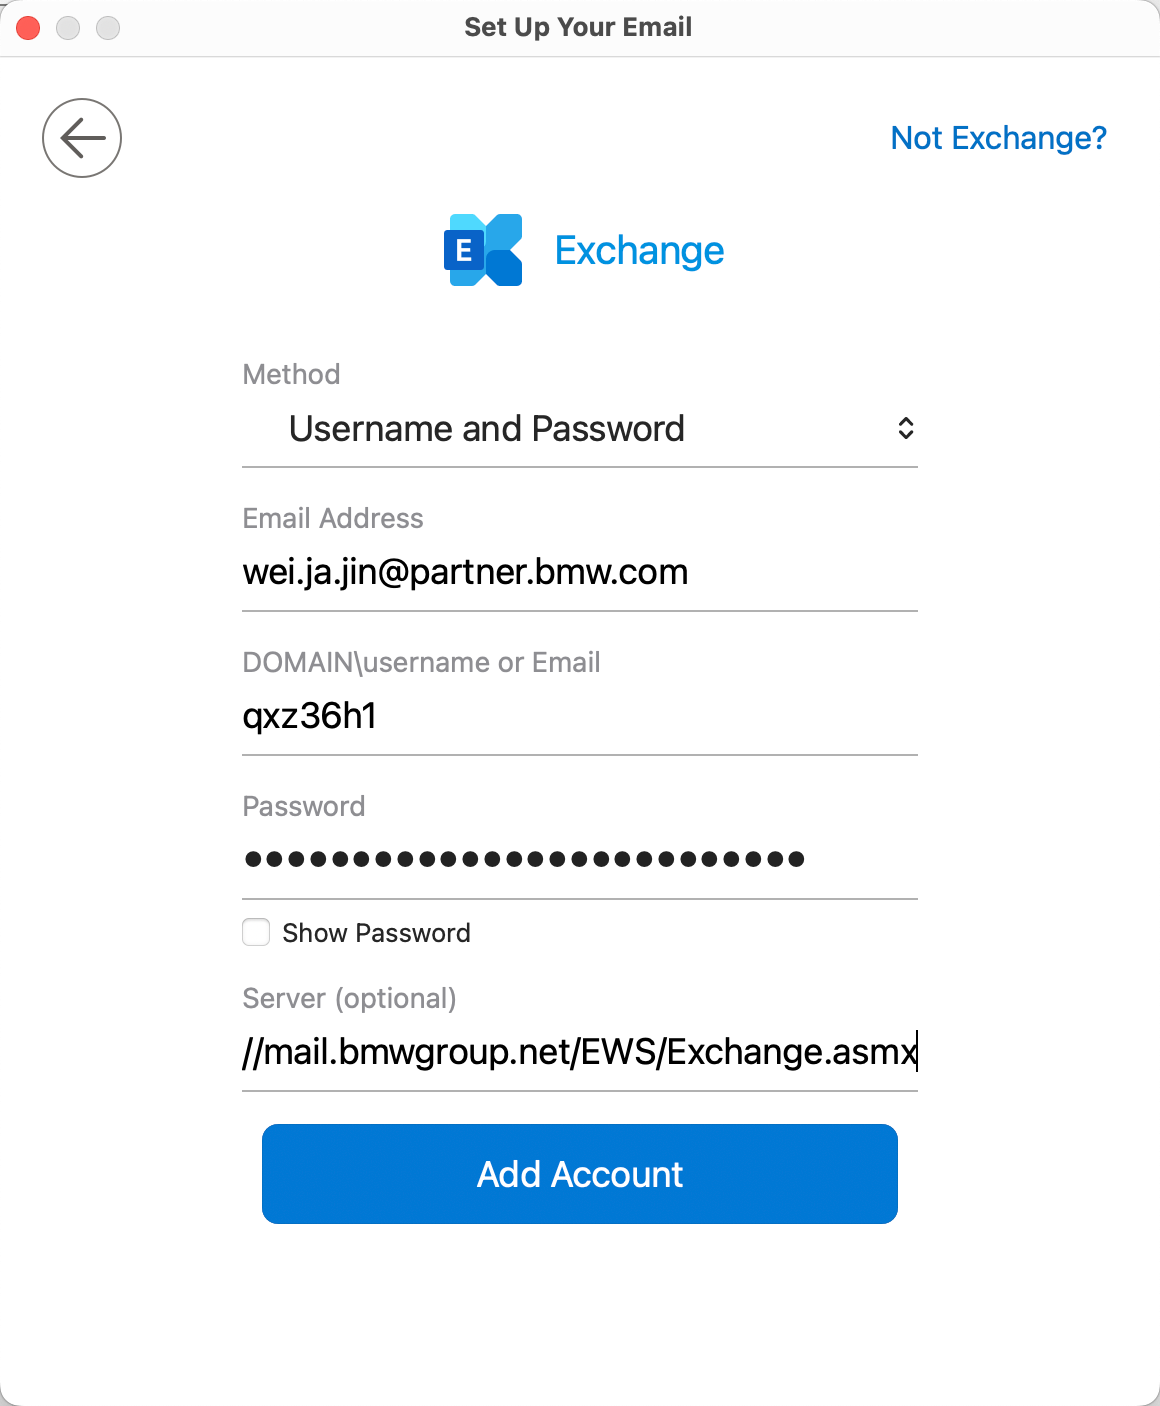 Set Up Your Email
Not Exchange?
E Exchange
Method
Username and Password
Email Address
wei.ja.jin@partner.bmw.com
DOMAIN\username or Email
qxz36h1
Password
●●●●●●●●●●●●●●●●●●●●●●●●●●
Show Password
Server (optional)
//mail.bmwgroup.net/EWS/Exchange.asmx
Add Account